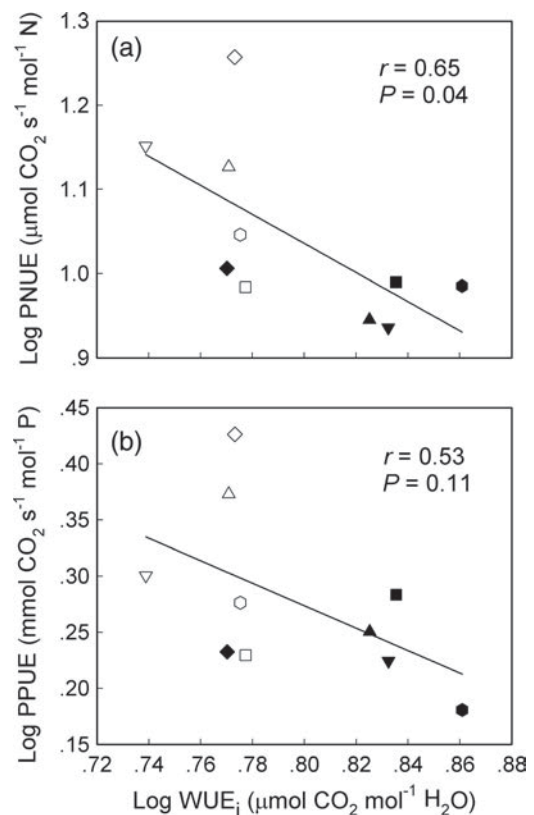 (a)
r = 0.65
P = 0.04
Log PNUE (μmol CO₂ s⁻¹ mol⁻¹ N)
1.3
1.2
1.1
1.0
.9
(b)
r = 0.53
P = 0.11
Log PPUE (mmol CO₂ s⁻¹ mol⁻¹ P)
.45
.40
.35
.30
.25
.20
.15
.72 .74 .76 .78 .80 .82 .84 .86 .88
Log WUEᵢ (μmol CO₂ mol⁻¹ H₂O)